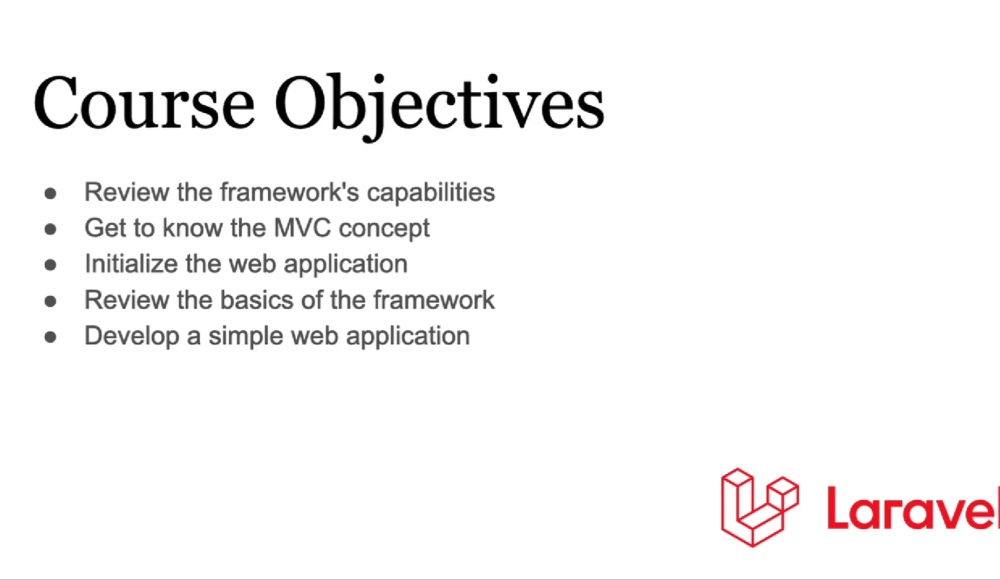 Course Objectives
● Review the framework's capabilities
● Get to know the MVC concept
● Initialize the web application
● Review the basics of the framework
● Develop a simple web application
Laravel